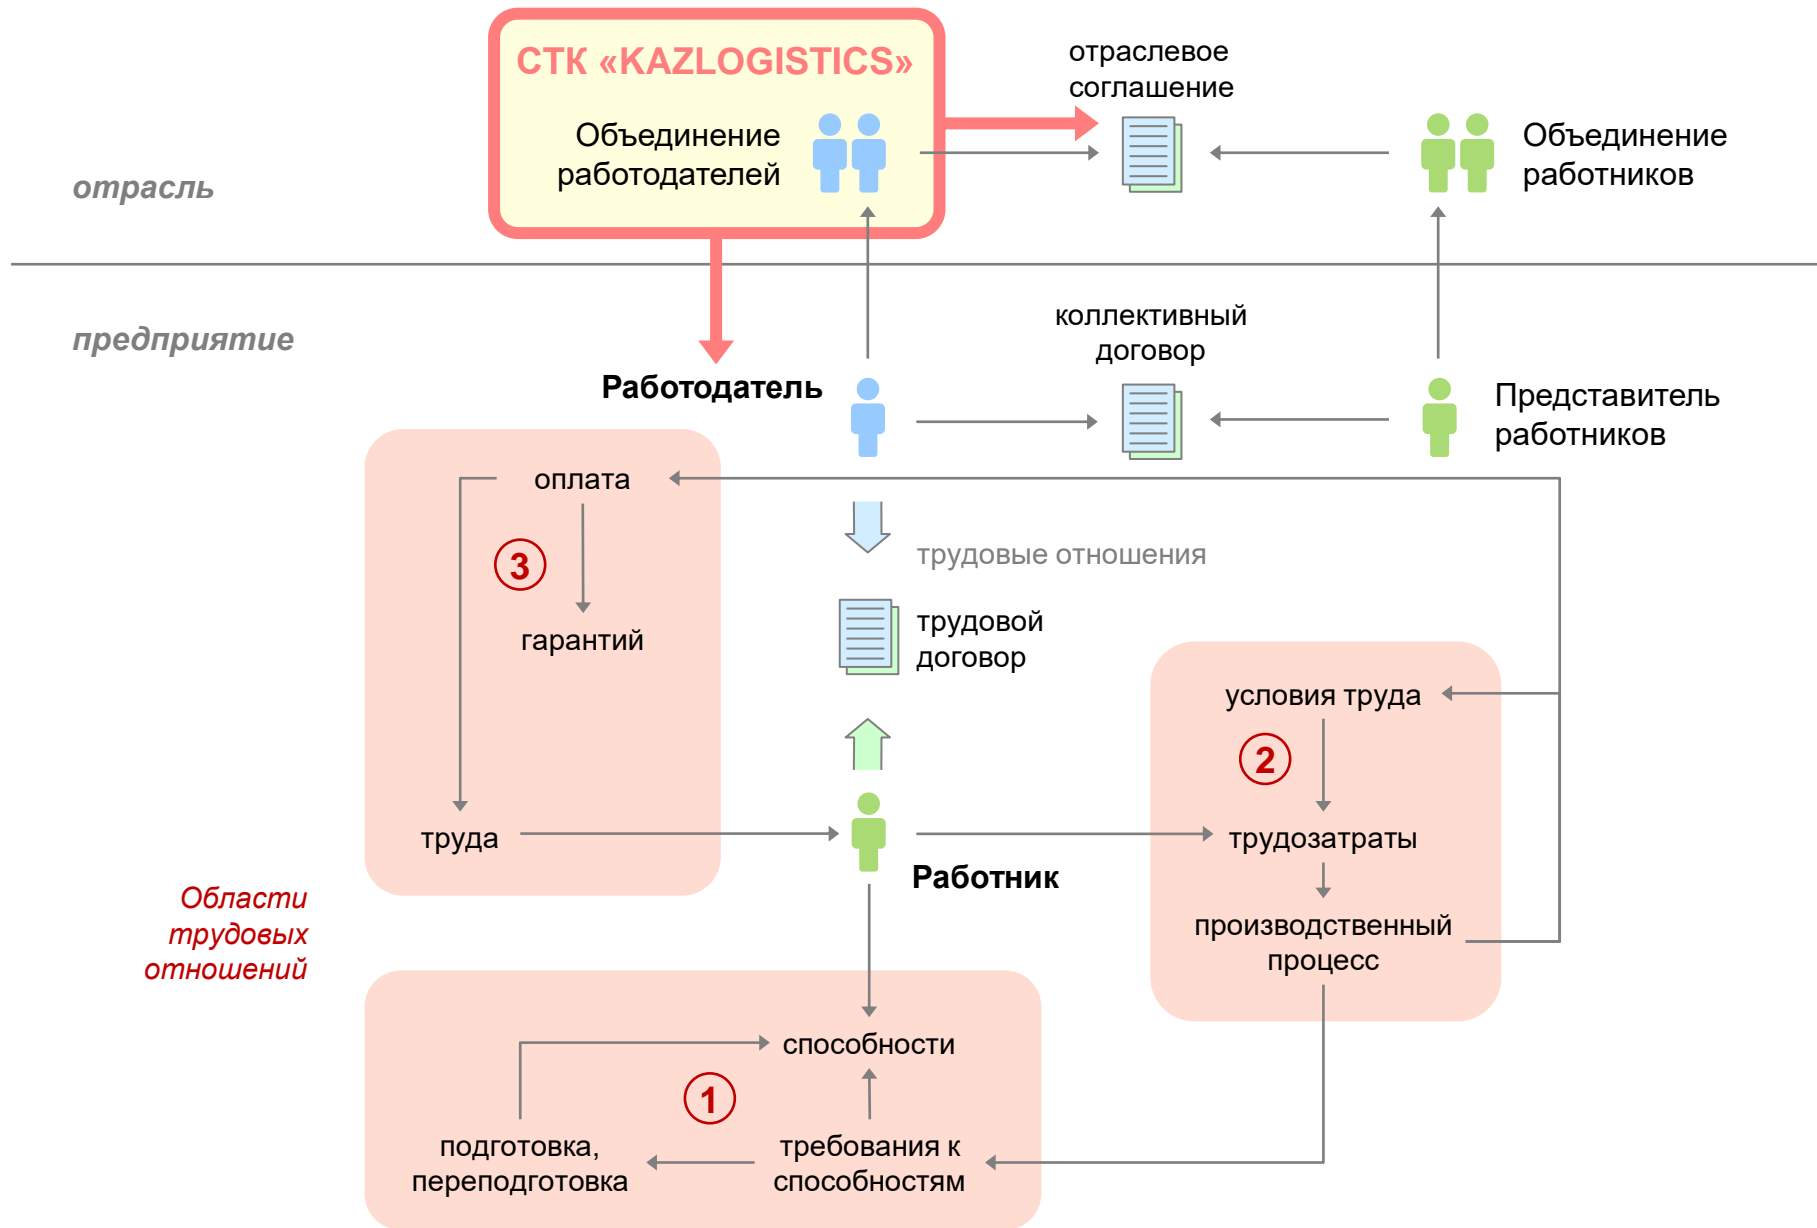 СТК «KAZLOGISTICS»
Объединение
работодателей
отраслевое
соглашение
Объединение
работников
отрасль
предприятие
коллективный
договор
Работодатель
Представитель
работников
оплата
3
гарантий
труда
трудовые отношения
трудовой
договор
условия труда
2
трудозатраты
производственный
процесс
Работник
Области
трудовых
отношений
способности
1
подготовка,
переподготовка
требования к
способностям